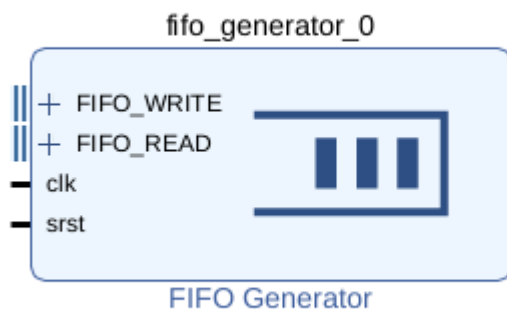 fifo_generator_0
FIFO_WRITE
FIFO_READ
clk
srst
FIFO Generator